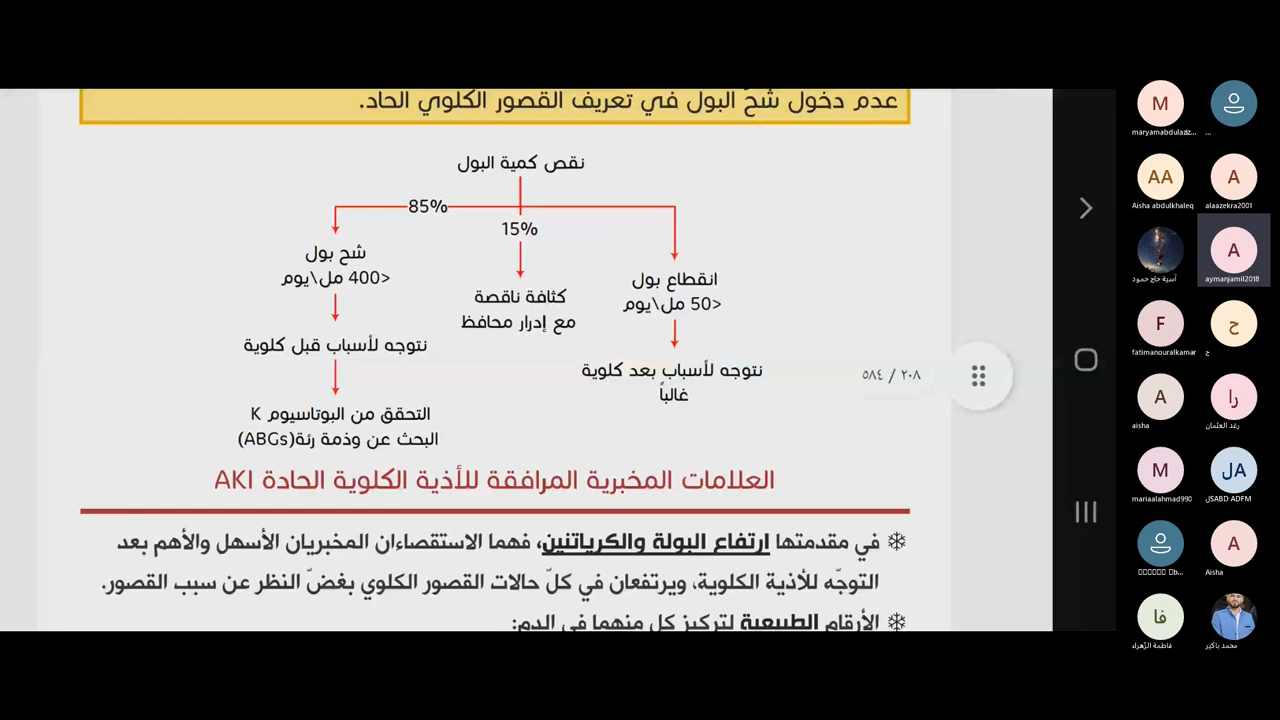 عدم دخول شحّ البول في تعريف القصور الكلوي الحاد.
نقص كمية البول
85%
15%
شح بول
<400 مل\يوم
نتوجه لأسباب قبل كلوية
التحقق من البوتاسيوم K
البحث عن وذمة رئة(ABGs)
كثافة ناقصة
مع إدرار محافظ
انقطاع بول
<50 مل\يوم
نتوجه لأسباب بعد كلوية
غالباً
٢٠٨ / ٥٨٤
العلامات المخبرية المرافقة للأذية الكلوية الحادة AKI
في مقدمتها ارتفاع البولة والكرياتنين، فهما الاستقصاءان المخبريان الأسهل والأهم بعد
التوجّه للأذية الكلوية، ويرتفعان في كلّ حالات القصور الكلوي بغضّ النظر عن سبب القصور.
الأرقام الطبيعية لتركيز كل منهما في الدم:
M
maryamabdulaziz...
...
AA
Aisha abdulkhaleq
A
alaazekra2001
آسية حاج حمود
A
aymanjamil2018
F
fatimanouralkamar
ح
ح
A
aisha
را
رغد العثمان
M
mariaalahmad990
JA
JSABD ADFM
A
Aisha
فا
فاطمة الزهراء
محمد باكير